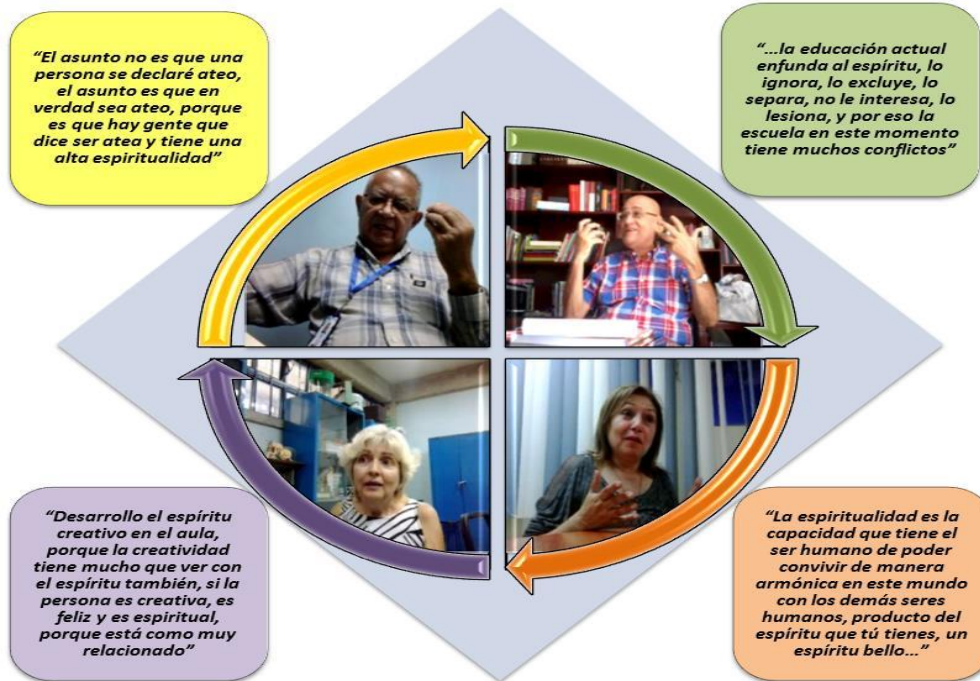 “El asunto no es que una
persona se declaré ateo,
el asunto es que en
verdad sea ateo, porque
es que hay gente que
dice ser atea y tiene una
alta espiritualidad”
“…la educación actual
enfunda al espíritu, lo
ignora, lo excluye, lo
separa, no le interesa, lo
lesiona, y por eso la
escuela en este momento
tiene muchos conflictos”
“Desarrollo el espíritu
creativo en el aula,
porque la creatividad
tiene mucho que ver con
el espíritu también, si la
persona es creativa, es
feliz y es espiritual,
porque está como muy
relacionado”
“La espiritualidad es la
capacidad que tiene el
ser humano de poder
convivir de manera
armónica en este mundo
con los demás seres
humanos, producto del
espíritu que tú tienes, un
espíritu bello…”